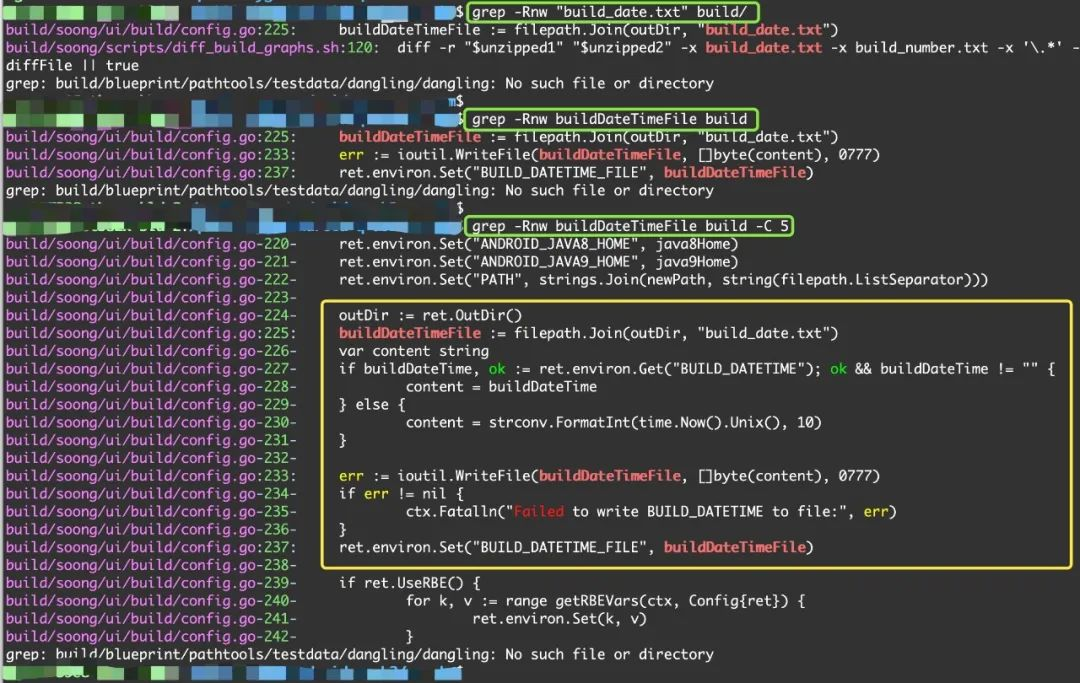 $ grep -Rnw "build_date.txt" build/
build/soong/ui/build/config.go:225:    buildDateTimeFile := filepath.Join(outDir, "build_date.txt")
build/soong/scripts/diff_build_graphs.sh:120:  diff -r "$unzipped1" "$unzipped2" -x build_date.txt -x build_number.txt -x '\.*' -
diffFile || true
grep: build/blueprint/pathtools/testdata/dangling/dangling: No such file or directory
$
$ grep -Rnw buildDateTimeFile build
build/soong/ui/build/config.go:225:    buildDateTimeFile := filepath.Join(outDir, "build_date.txt")
build/soong/ui/build/config.go:233:    err := ioutil.WriteFile(buildDateTimeFile, []byte(content), 0777)
build/soong/ui/build/config.go:237:    ret.environ.Set("BUILD_DATETIME_FILE", buildDateTimeFile)
grep: build/blueprint/pathtools/testdata/dangling/dangling: No such file or directory
$
$ grep -Rnw buildDateTimeFile build -C 5
build/soong/ui/build/config.go-220-    ret.environ.Set("ANDROID_JAVA8_HOME", java8Home)
build/soong/ui/build/config.go-221-    ret.environ.Set("ANDROID_JAVA9_HOME", java9Home)
build/soong/ui/build/config.go-222-    ret.environ.Set("PATH", strings.Join(newPath, string(filepath.ListSeparator)))
build/soong/ui/build/config.go-223-
build/soong/ui/build/config.go-224-    outDir := ret.OutDir()
build/soong/ui/build/config.go:225:    buildDateTimeFile := filepath.Join(outDir, "build_date.txt")
build/soong/ui/build/config.go-226-    var content string
build/soong/ui/build/config.go-227-    if buildDateTime, ok := ret.environ.Get("BUILD_DATETIME"); ok && buildDateTime != "" {
build/soong/ui/build/config.go-228-            content = buildDateTime
build/soong/ui/build/config.go-229-    } else {
build/soong/ui/build/config.go-230-            content = strconv.FormatInt(time.Now().Unix(), 10)
build/soong/ui/build/config.go-231-    }
build/soong/ui/build/config.go-232-
build/soong/ui/build/config.go:233:    err := ioutil.WriteFile(buildDateTimeFile, []byte(content), 0777)
build/soong/ui/build/config.go-234-    if err != nil {
build/soong/ui/build/config.go-235-            ctx.Fatalln("Failed to write BUILD_DATETIME to file:", err)
build/soong/ui/build/config.go-236-    }
build/soong/ui/build/config.go:237:    ret.environ.Set("BUILD_DATETIME_FILE", buildDateTimeFile)
build/soong/ui/build/config.go-238-
build/soong/ui/build/config.go-239-    if ret.UseRBE() {
build/soong/ui/build/config.go-240-            for k, v := range getRBEVars(ctx, Config{ret}) {
build/soong/ui/build/config.go-241-                    ret.environ.Set(k, v)
build/soong/ui/build/config.go-242-            }
grep: build/blueprint/pathtools/testdata/dangling/dangling: No such file or directory